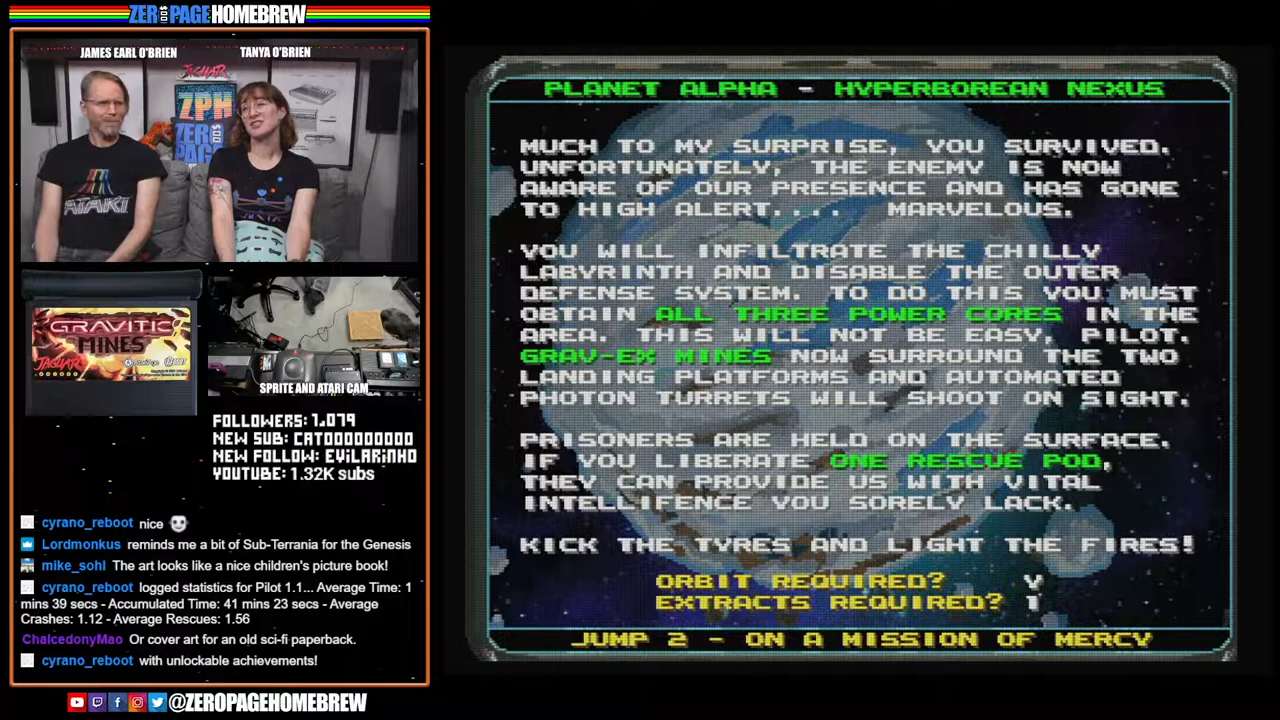 ZERO PAGE HOMEBREW
JAMES EARL O'BRIEN
TANYA O'BRIEN
JAGUAR
ZPH
ZERO
PAGE
ATARI
GRAVITIC
MINES
JAGUAR
SPRITE AND ATARI CAM
FOLLOWERS: 1,079
NEW SUB: CATOOOOOOOOO
NEW FOLLOW: EVILARINHO
YOUTUBE: 1.32K subs
cyrano_reboot nice
Lordmonkus reminds me a bit of Sub-Terrania for the Genesis
mike_sohl The art looks like a nice children's picture book!
cyrano_reboot logged statistics for Pilot 1.1... Average Time: 1
mins 39 secs - Accumulated Time: 41 mins 23 secs - Average
Crashes: 1.12 - Average Rescues: 1.56
ChalcedonyMao Or cover art for an old sci-fi paperback.
cyrano_reboot with unlockable achievements!
@ZEROPAGEHOMEBREW
PLANET ALPHA - HYPERBOREAN NEXUS
MUCH TO MY SURPRISE, YOU SURVIVED.
UNFORTUNATELY, THE ENEMY IS NOW
AWARE OF OUR PRESENCE AND HAS GONE
TO HIGH ALERT.... MARVELOUS.
YOU WILL INFILTRATE THE CHILLY
LABYRINTH AND DISABLE THE OUTER
DEFENSE SYSTEM. TO DO THIS YOU MUST
OBTAIN ALL THREE POWER CORES IN THE
AREA. THIS WILL NOT BE EASY, PILOT.
GRAV-EX MINES NOW SURROUND THE TWO
LANDING PLATFORMS AND AUTOMATED
PHOTON TURRETS WILL SHOOT ON SIGHT.
PRISONERS ARE HELD ON THE SURFACE.
IF YOU LIBERATE ONE RESCUE POD,
THEY CAN PROVIDE US WITH VITAL
INTELLIFENCE YOU SORELY LACK.
KICK THE TYRES AND LIGHT THE FIRES!
ORBIT REQUIRED? Y
EXTRACTS REQUIRED? 1
JUMP 2 - ON A MISSION OF MERCY